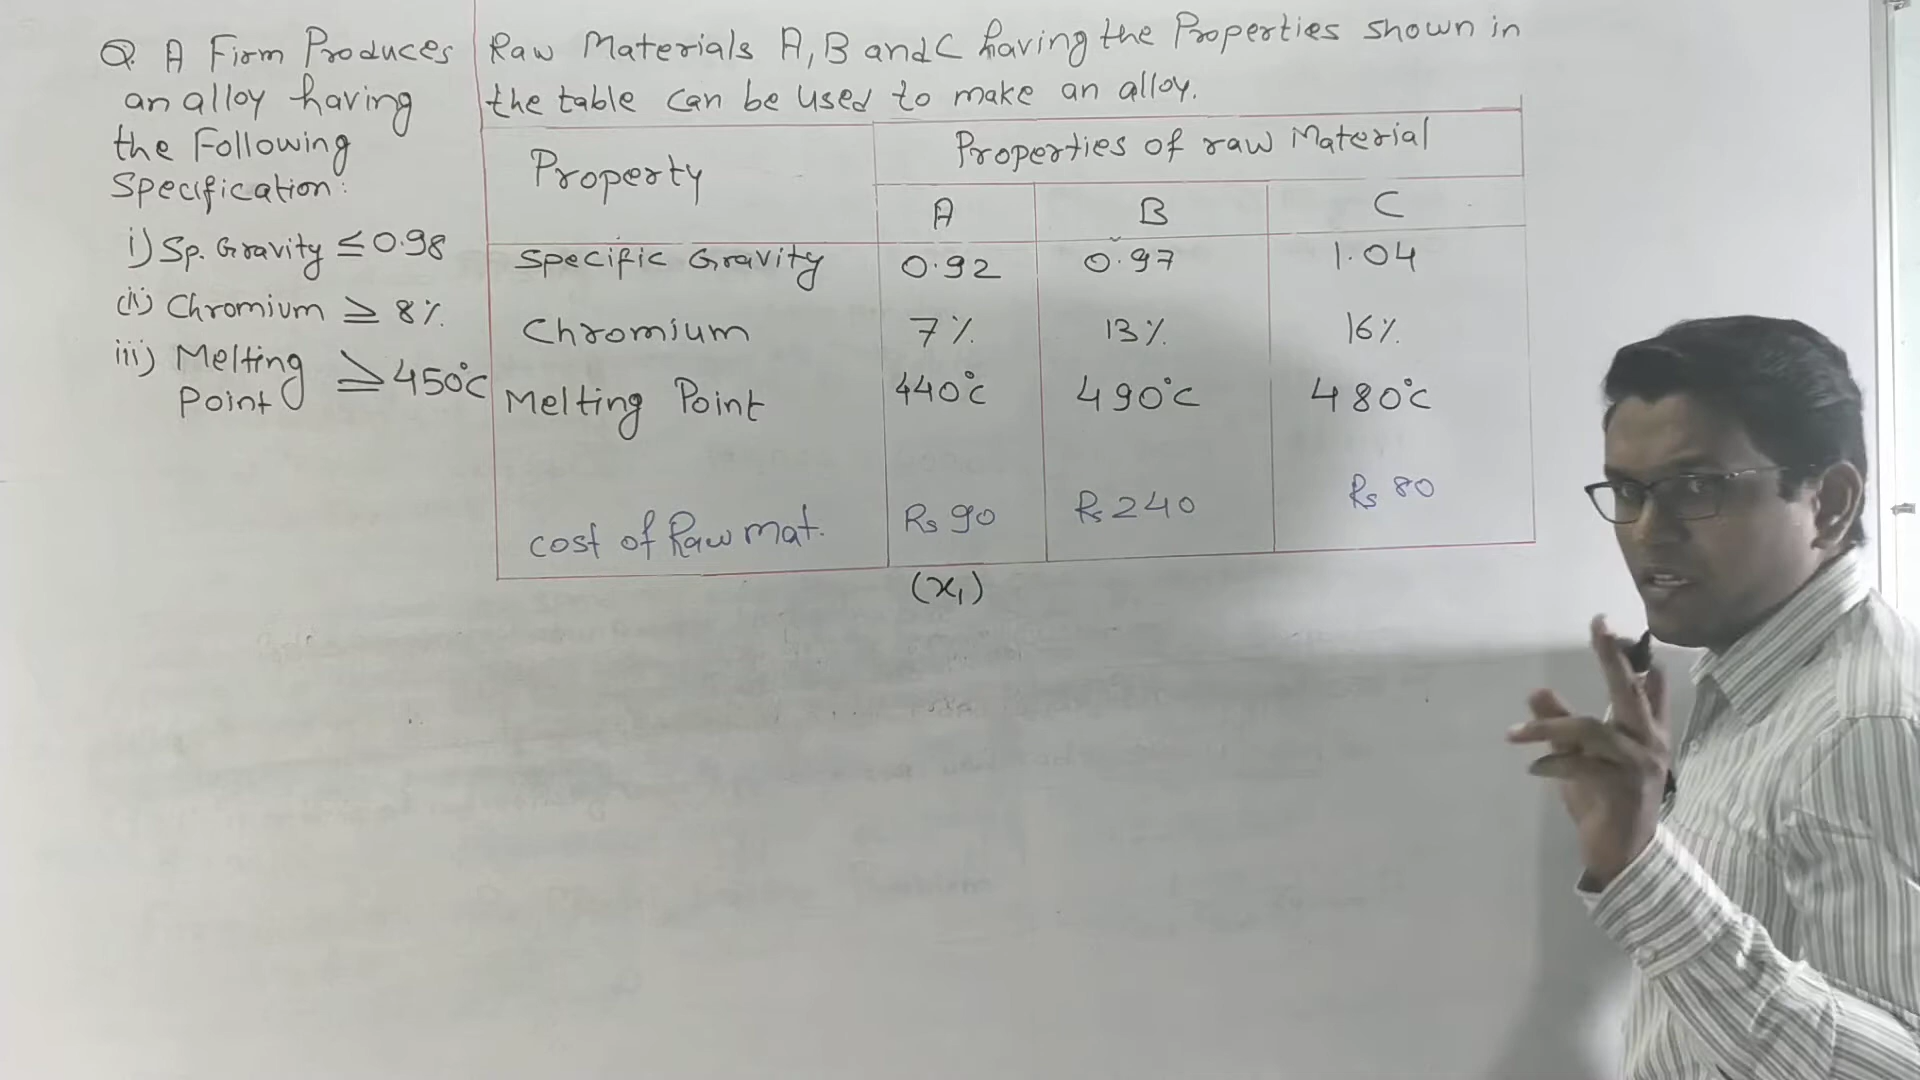 Q. A Firm Produces
an alloy having
the Following
Specification:
i) Sp. Gravity ≤ 0.98
(ii) Chromium ≥ 8%.
iii) Melting
Point ≥ 450°C
Raw Materials A, B and C having the Properties shown in
the table can be used to make an alloy.
Property Properties of raw Material
A B C
Specific Gravity 0.92 0.97 1.04
Chromium 7%. 13%. 16%.
Melting Point 440°C 490°C 480°C
cost of Raw mat. Rs 90 Rs 240 Rs 80
(x₁)